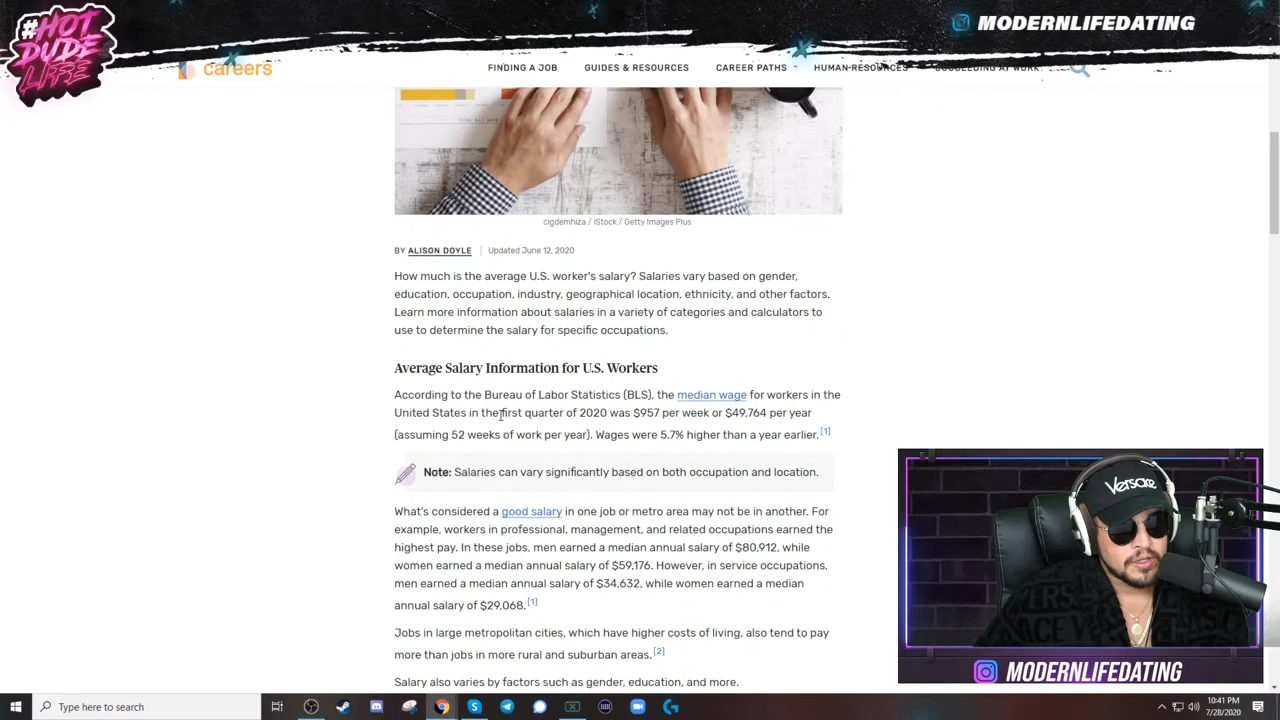 #HOT
DUDE
LIFE
MODERNLIFEDATING
careers
FINDING A JOB
GUIDES & RESOURCES
CAREER PATHS
HUMAN-RESOURCES
SUCCEEDING AT WORK
cigdemhiza / iStock / Getty Images Plus
BY ALISON DOYLE | Updated June 12, 2020
How much is the average U.S. worker's salary? Salaries vary based on gender,
education, occupation, industry, geographical location, ethnicity, and other factors.
Learn more information about salaries in a variety of categories and calculators to
use to determine the salary for specific occupations.
Average Salary Information for U.S. Workers
According to the Bureau of Labor Statistics (BLS), the median wage for workers in the
United States in the first quarter of 2020 was $957 per week or $49,764 per year
(assuming 52 weeks of work per year). Wages were 5.7% higher than a year earlier. [1]
Note: Salaries can vary significantly based on both occupation and location.
What's considered a good salary in one job or metro area may not be in another. For
example, workers in professional, management, and related occupations earned the
highest pay. In these jobs, men earned a median annual salary of $80,912, while
women earned a median annual salary of $59,176. However, in service occupations,
men earned a median annual salary of $34,632, while women earned a median
annual salary of $29,068. [1]
Jobs in large metropolitan cities, which have higher costs of living, also tend to pay
more than jobs in more rural and suburban areas. [2]
Salary also varies by factors such as gender, education, and more.
Versace
MODERNLIFEDATING
Type here to search
10:41 PM
7/28/2020